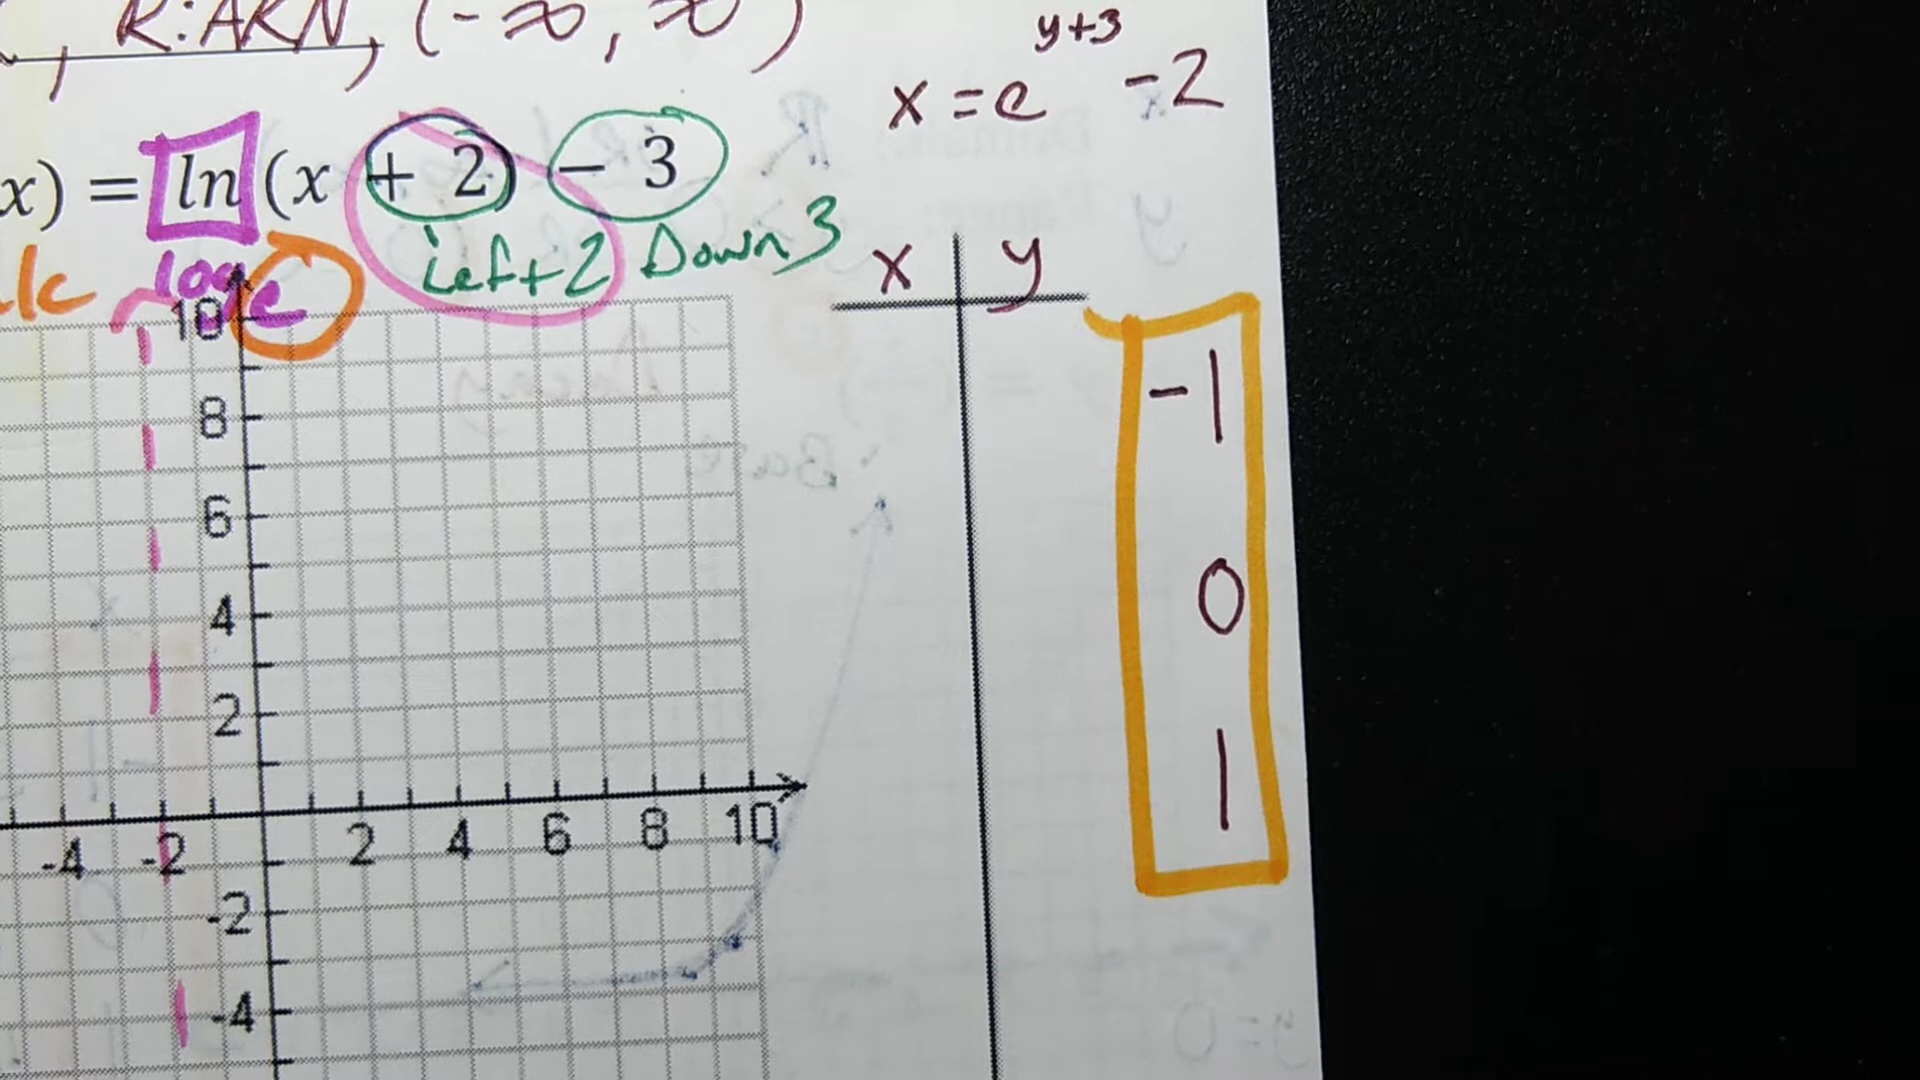 R: ARN, (-∞, ∞)
x = e^(y+3) - 2
x) = ln(x + 2) - 3
Left 2 Down 3
log e
x y
10
8
6
4
2
-4 -2 2 4 6 8 10
-2
-4
-1
0
1